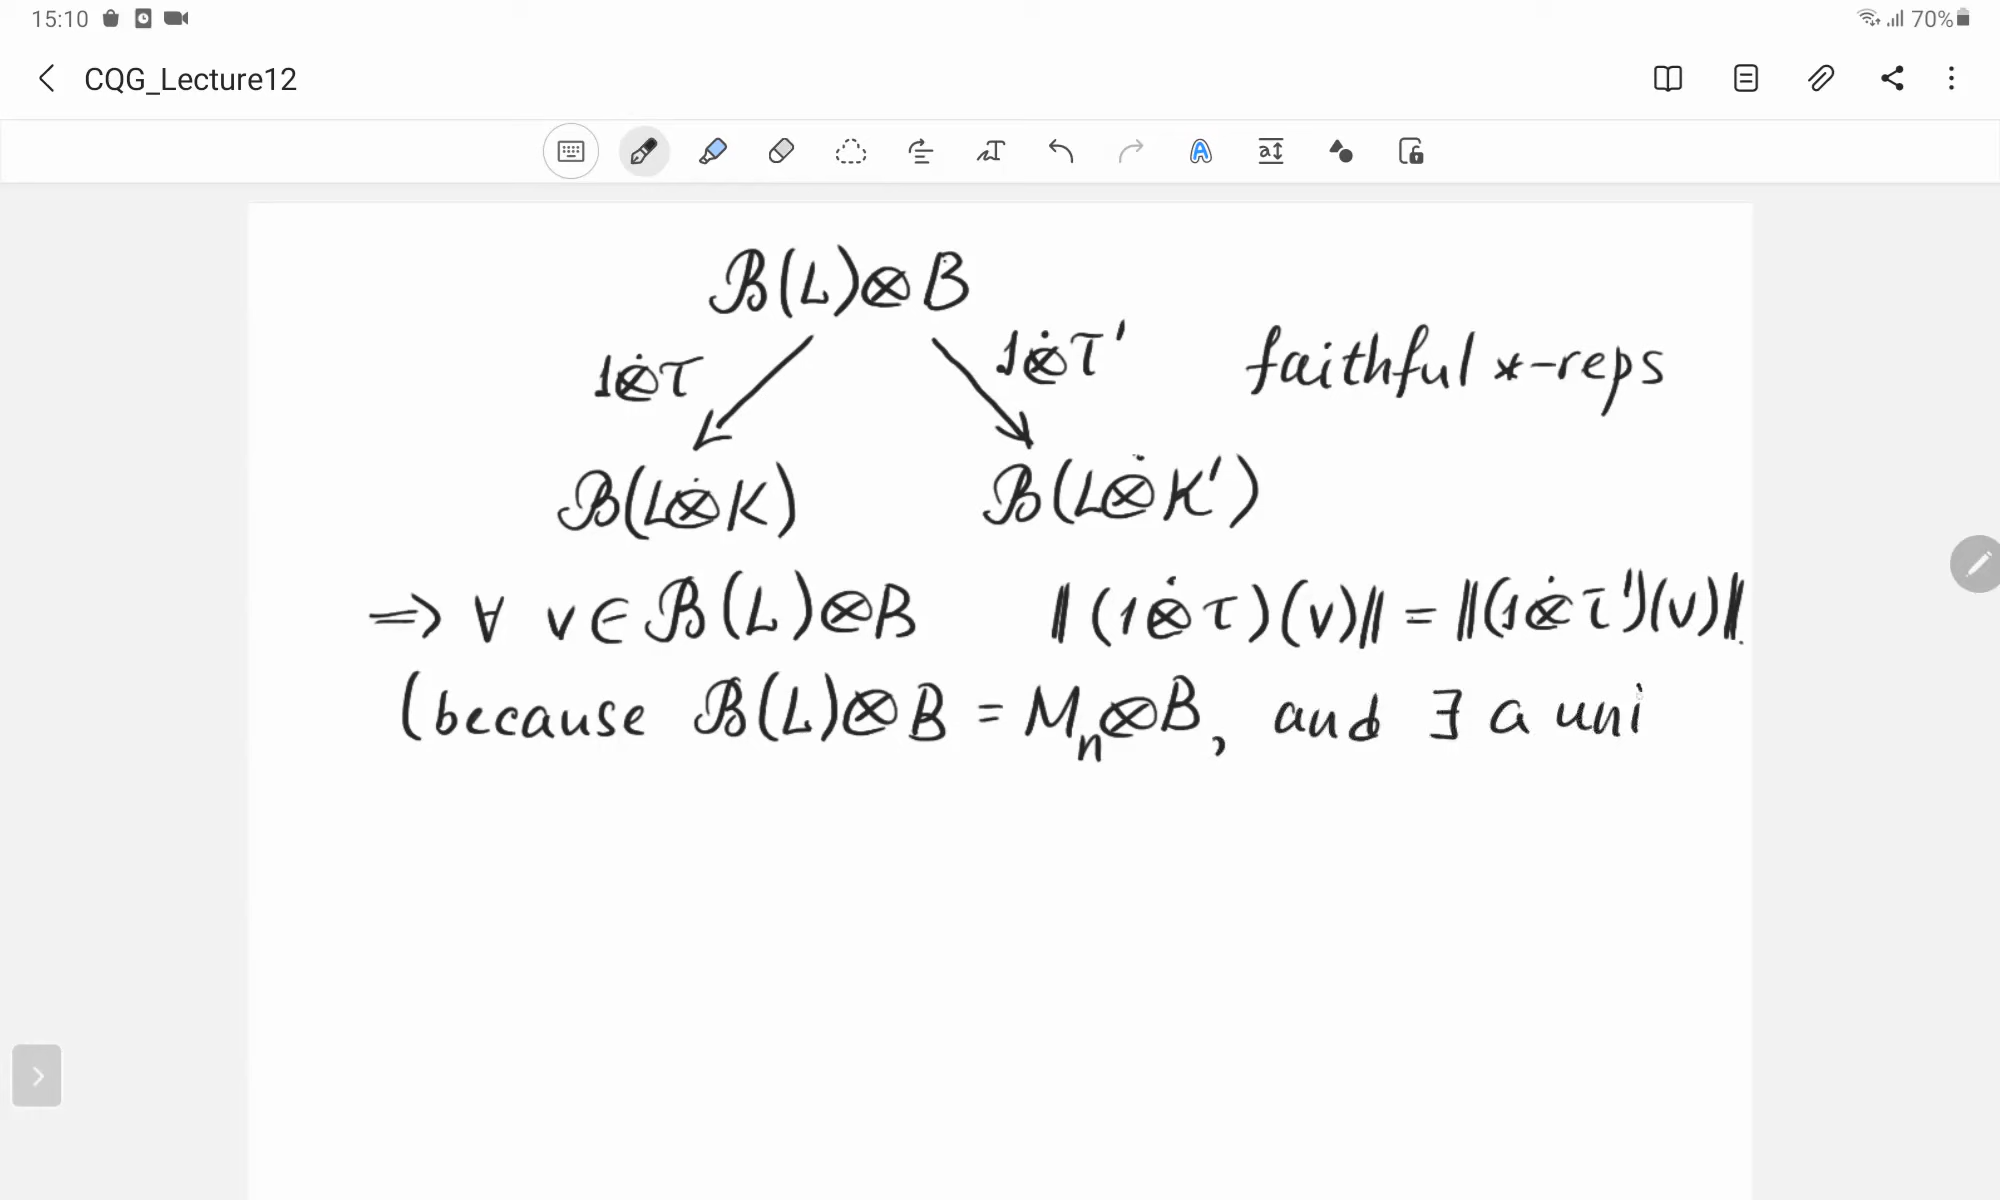 15:10 70%
CQG_Lecture12
ℬ(L)⊗B
1⊗̇τ 1⊗̇τ' faithful *-reps
ℬ(L⊗̇K) ℬ(L⊗̇K')
⇒ ∀ v∈ℬ(L)⊗B ‖(1⊗̇τ)(v)‖ = ‖(1⊗̇τ')(v)‖.
(because ℬ(L)⊗B = Mₙ⊗B, and ∃ a uni